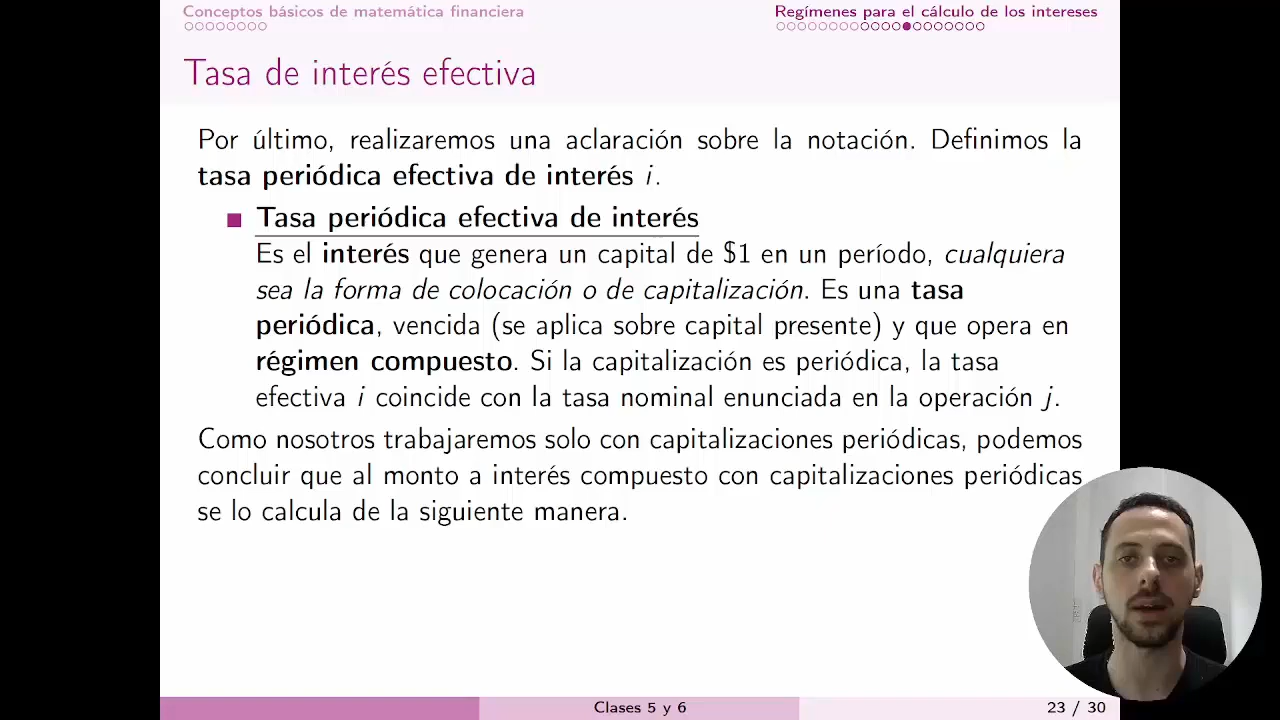 Conceptos básicos de matemática financiera
Regímenes para el cálculo de los intereses
Tasa de interés efectiva
Por último, realizaremos una aclaración sobre la notación. Definimos la
tasa periódica efectiva de interés i.
Tasa periódica efectiva de interés
Es el interés que genera un capital de $1 en un período, cualquiera
sea la forma de colocación o de capitalización. Es una tasa
periódica, vencida (se aplica sobre capital presente) y que opera en
régimen compuesto. Si la capitalización es periódica, la tasa
efectiva i coincide con la tasa nominal enunciada en la operación j.
Como nosotros trabajaremos solo con capitalizaciones periódicas, podemos
concluir que al monto a interés compuesto con capitalizaciones periódicas
se lo calcula de la siguiente manera.
Clases 5 y 6
23 / 30